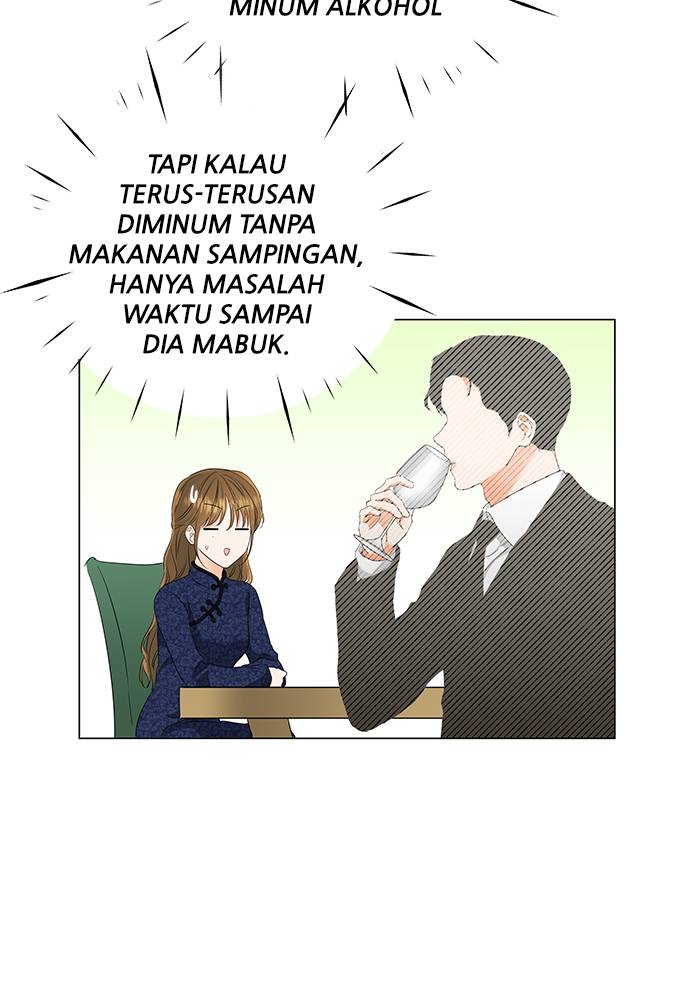 MINUM ALKOHOL
TAPI KALAU
TERUS-TERUSAN
DIMINUM TANPA
MAKANAN SAMPINGAN,
HANYA MASALAH
WAKTU SAMPAI
DIA MABUK.